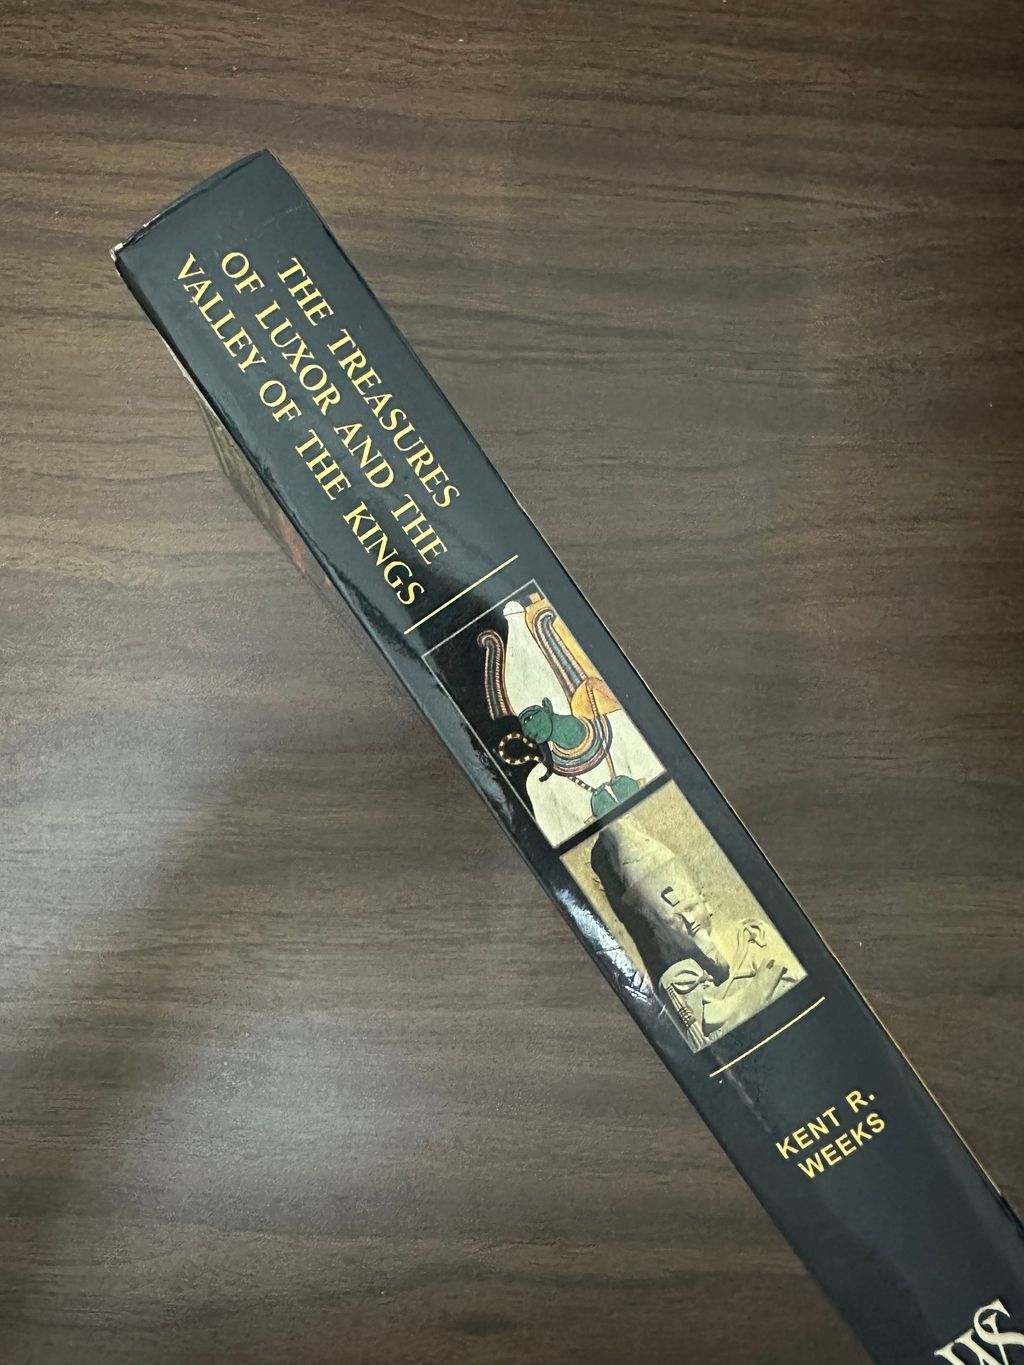 THE TREASURES
OF LUXOR AND THE
VALLEY OF THE KINGS
KENT R.
WEEKS